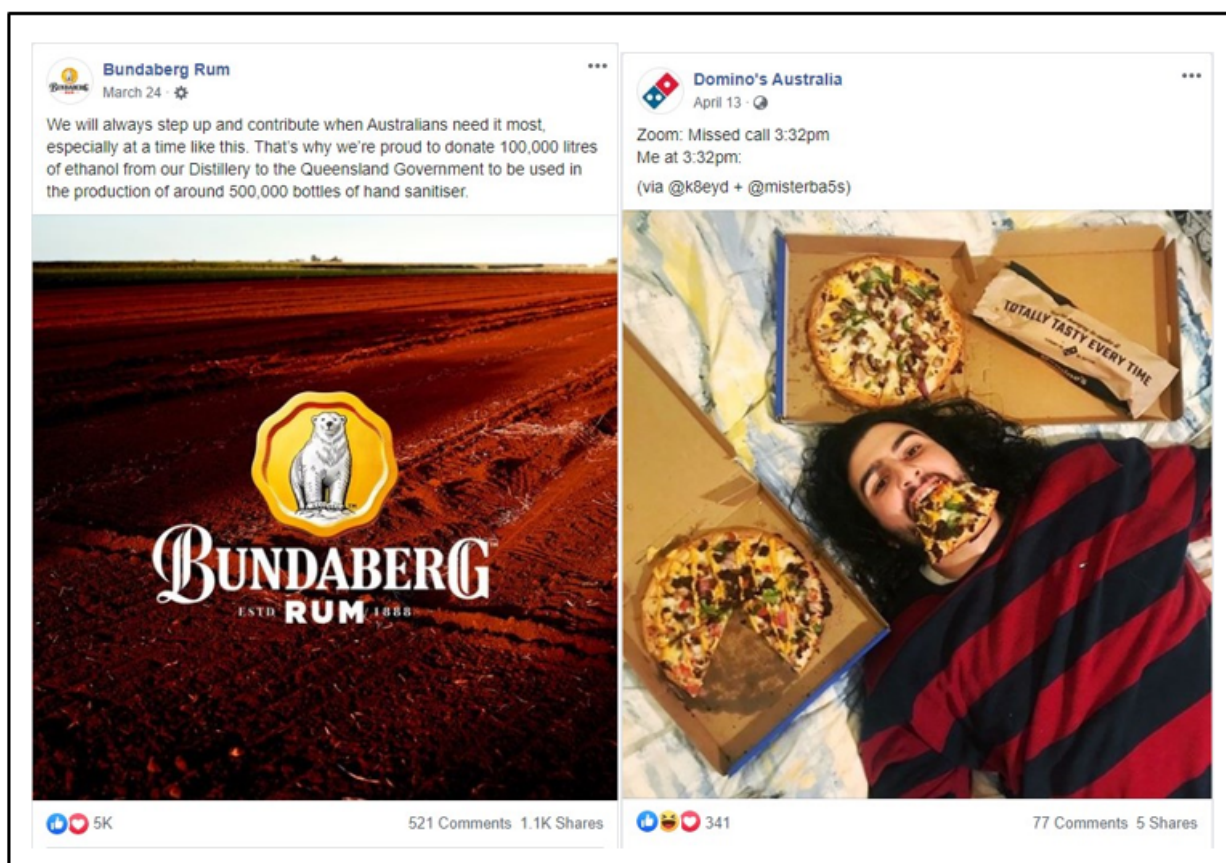 Bundaberg Rum
March 24
We will always step up and contribute when Australians need it most,
especially at a time like this. That's why we're proud to donate 100,000 litres
of ethanol from our Distillery to the Queensland Government to be used in
the production of around 500,000 bottles of hand sanitiser.
BUNDABERG
ESTD RUM 1888
5K
521 Comments 1.1K Shares
Domino's Australia
April 13
Zoom: Missed call 3:32pm
Me at 3:32pm:
(via @k8eyd + @misterba5s)
TOTALLY TASTY EVERY TIME
341
77 Comments 5 Shares